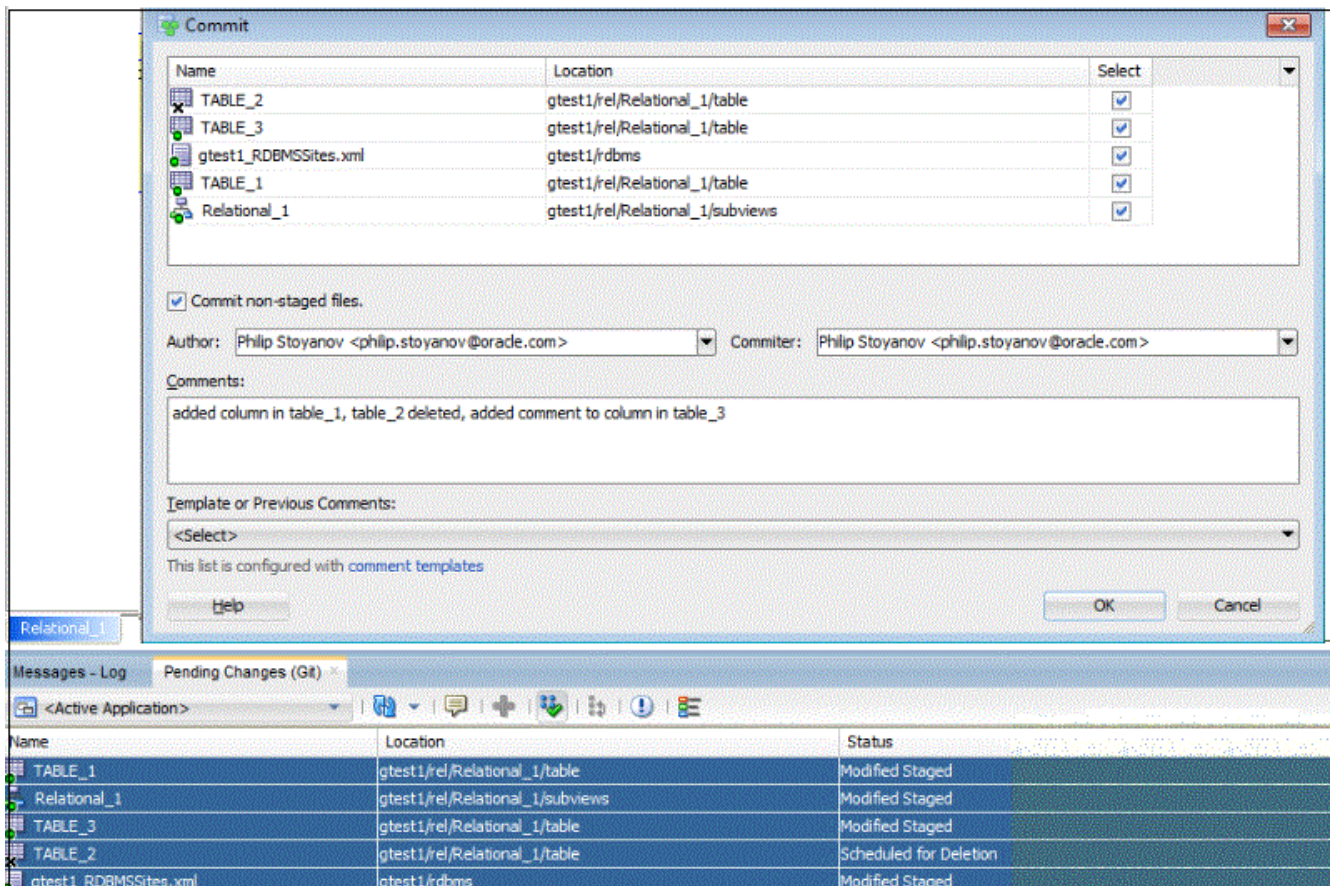 Commit
Name Location Select
TABLE_2 gtest1/rel/Relational_1/table
TABLE_3 gtest1/rel/Relational_1/table
gtest1_RDBMSSites.xml gtest1/rdbms
TABLE_1 gtest1/rel/Relational_1/table
Relational_1 gtest1/rel/Relational_1/subviews
Commit non-staged files.
Author: Philip Stoyanov <philip.stoyanov@oracle.com> Commiter: Philip Stoyanov <philip.stoyanov@oracle.com>
Comments:
added column in table_1, table_2 deleted, added comment to column in table_3
Template or Previous Comments:
<Select>
This list is configured with comment templates
Help OK Cancel
Relational_1
Messages - Log Pending Changes (Git)
<Active Application>
Name Location Status
TABLE_1 gtest1/rel/Relational_1/table Modified Staged
Relational_1 gtest1/rel/Relational_1/subviews Modified Staged
TABLE_3 gtest1/rel/Relational_1/table Modified Staged
TABLE_2 gtest1/rel/Relational_1/table Scheduled for Deletion
gtest1_RDBMSSites.xml gtest1/rdbms Modified Staged